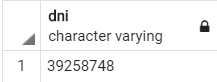 dni
character varying
1 39258748